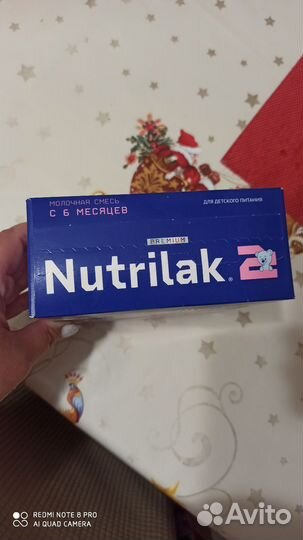 МОЛОЧНАЯ СМЕСЬ
С 6 МЕСЯЦЕВ
ДЛЯ ДЕТСКОГО ПИТАНИЯ
PREMIUM
Nutrilak® 2
REDMI NOTE 8 PRO
AI QUAD CAMERA
Avito